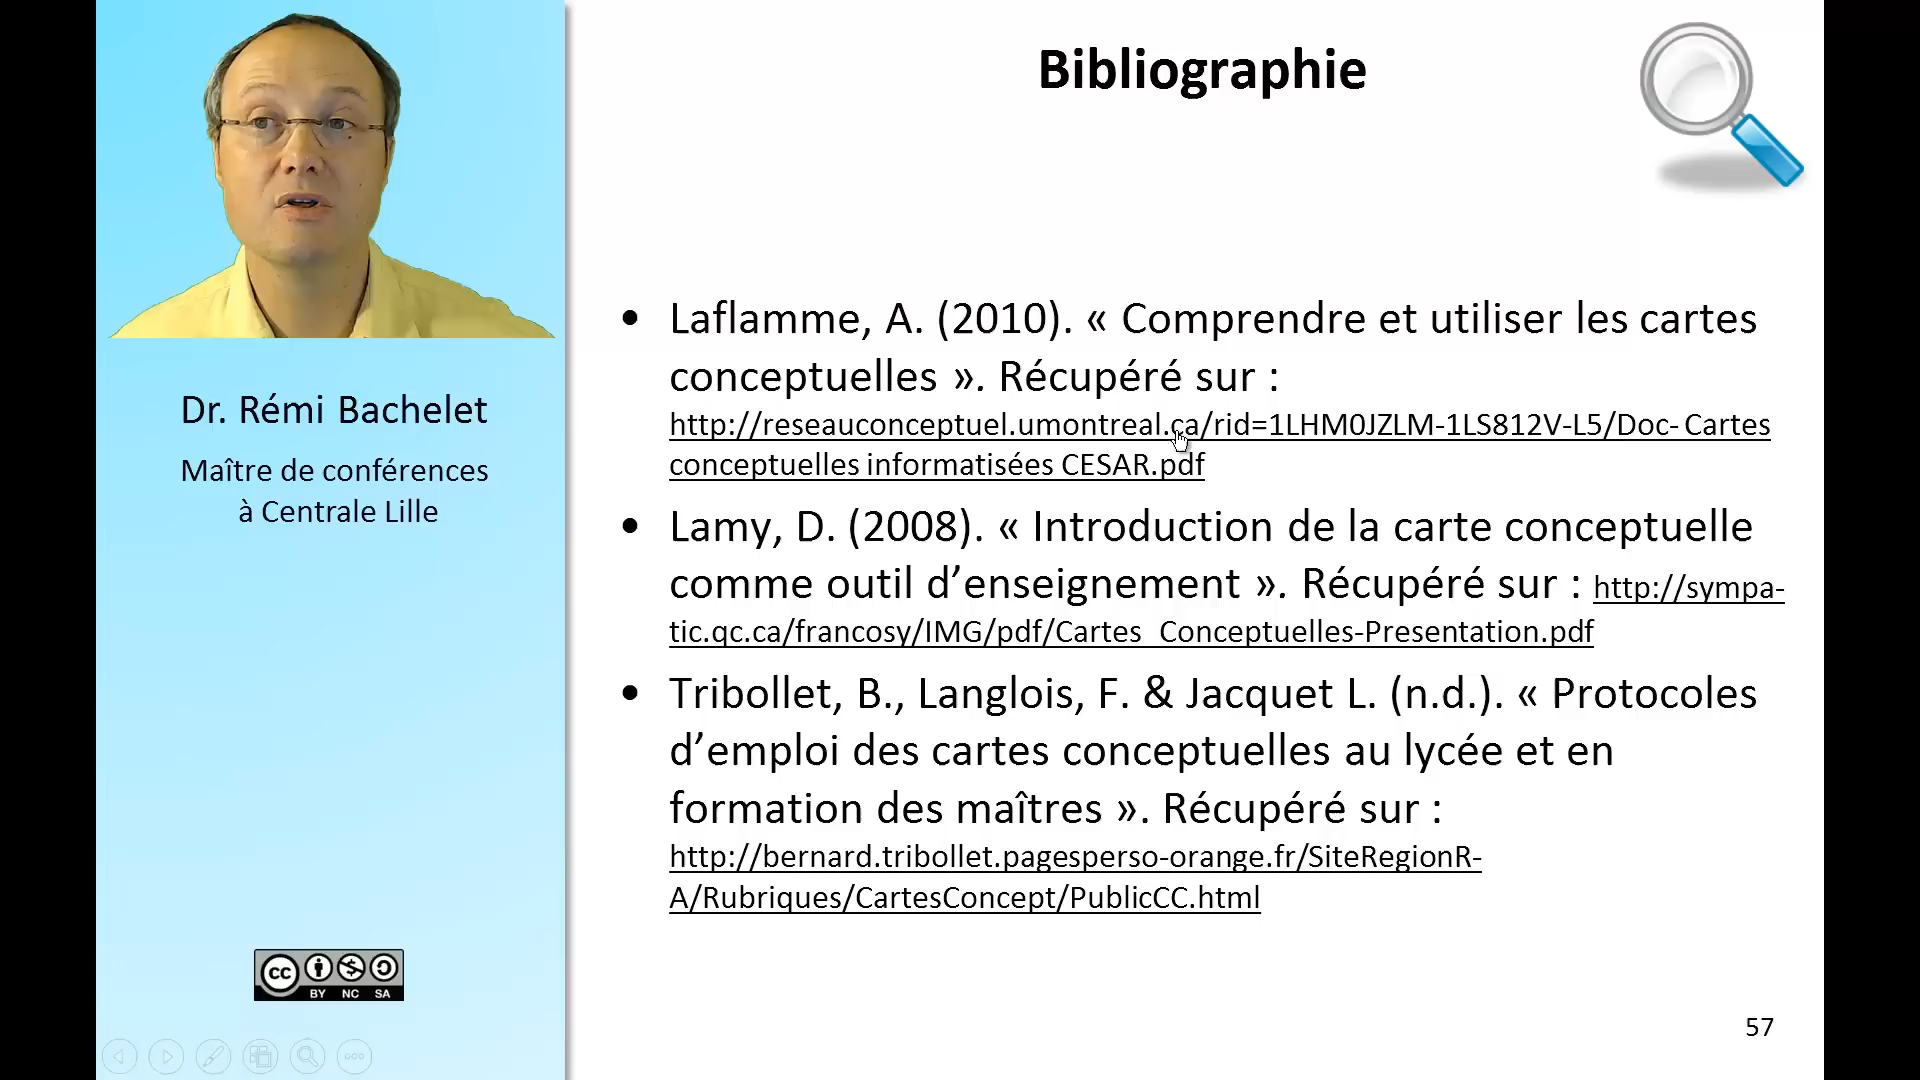 Bibliographie
Dr. Rémi Bachelet
Maître de conférences
à Centrale Lille
cc
BY NC SA
• Laflamme, A. (2010). « Comprendre et utiliser les cartes
conceptuelles ». Récupéré sur :
http://reseauconceptuel.umontreal.ca/rid=1LHM0JZLM-1LS812V-L5/Doc- Cartes
conceptuelles informatisées CESAR.pdf
• Lamy, D. (2008). « Introduction de la carte conceptuelle
comme outil d’enseignement ». Récupéré sur : http://sympa-
tic.qc.ca/francosy/IMG/pdf/Cartes_Conceptuelles-Presentation.pdf
• Tribollet, B., Langlois, F. & Jacquet L. (n.d.). « Protocoles
d’emploi des cartes conceptuelles au lycée et en
formation des maîtres ». Récupéré sur :
http://bernard.tribollet.pagesperso-orange.fr/SiteRegionR-
A/Rubriques/CartesConcept/PublicCC.html
57